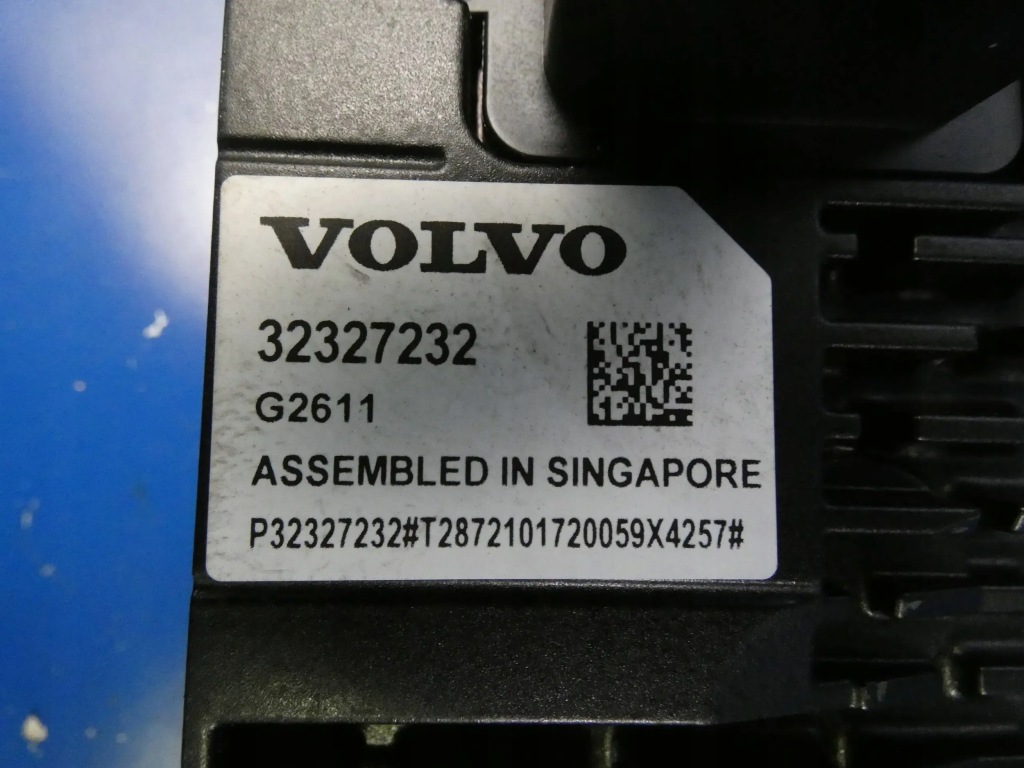 VOLVO
32327232
G2611
ASSEMBLED IN SINGAPORE
P32327232#T2872101720059X4257#